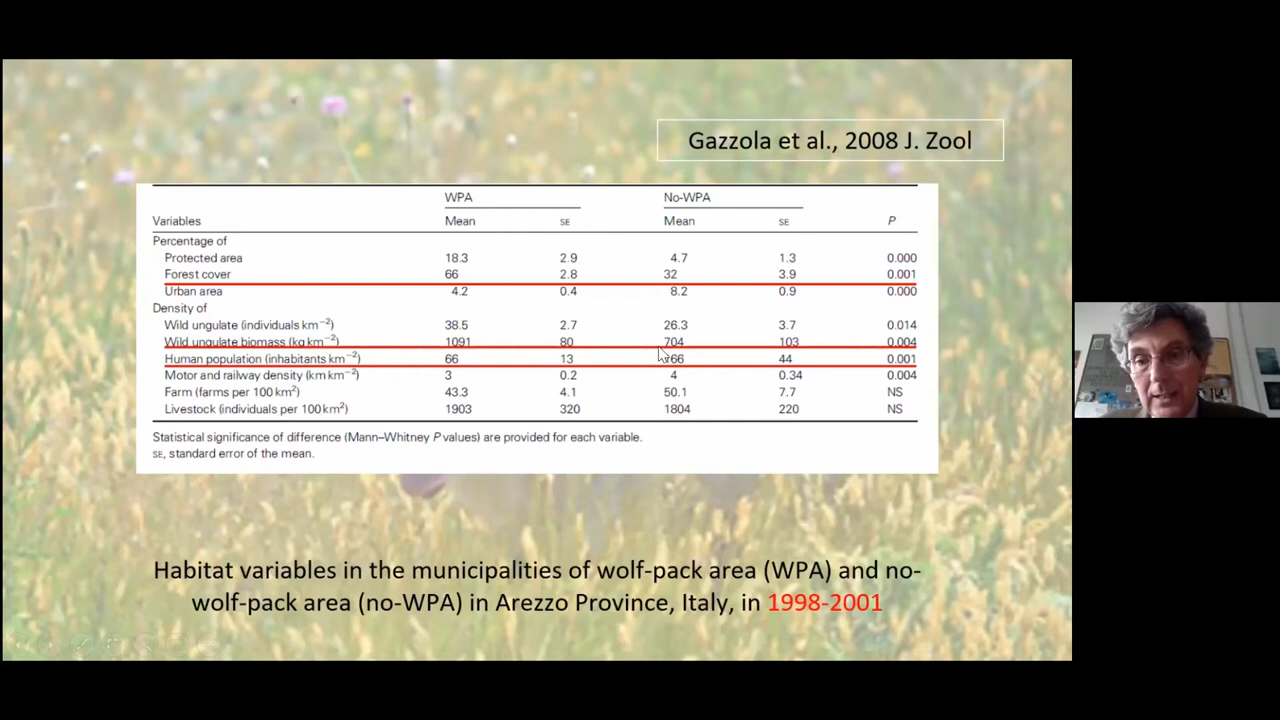 Gazzola et al., 2008 J. Zool
WPA No-WPA
Variables Mean SE Mean SE P
Percentage of
Protected area 18.3 2.9 4.7 1.3 0.000
Forest cover 66 2.8 32 3.9 0.001
Urban area 4.2 0.4 8.2 0.9 0.000
Density of
Wild ungulate (individuals km⁻²) 38.5 2.7 26.3 3.7 0.014
Wild ungulate biomass (kg km⁻²) 1091 80 704 103 0.004
Human population (inhabitants km⁻²) 66 13 44 0.001
Motor and railway density (km km⁻²) 3 0.2 4 0.34 0.004
Farm (farms per 100 km²) 43.3 4.1 50.1 7.7 NS
Livestock (individuals per 100 km²) 1903 320 1804 220 NS
Statistical significance of difference (Mann–Whitney P values) are provided for each variable.
SE, standard error of the mean.
Habitat variables in the municipalities of wolf-pack area (WPA) and no-
wolf-pack area (no-WPA) in Arezzo Province, Italy, in 1998-2001